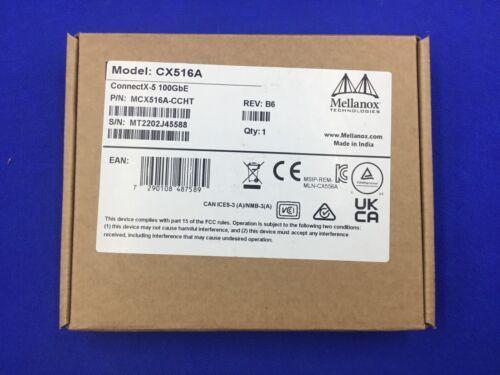 Model: CX516A
ConnectX-5 100GbE
P/N: MCX516A-CCHT
REV: B6
S/N: MT2202J45588
Qty: 1
Mellanox
TECHNOLOGIES
www.Mellanox.com
Made in India
EAN:
7 290108 487589
CE
MSIP-REM-
MLN-CX556A
CAN ICES-3 (A)/NMB-3(A)
VCI
UK
CA
This device complies with part 15 of the FCC rules. Operation is subject to the following two conditions:
(1) this device may not cause harmful interference, and (2) this device must accept any interference
received, including interference that may cause undesired operation.